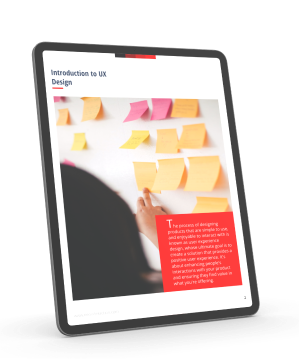 Introduction to UX
Design
The process of designing
products that are simple to use
and enjoyable to interact with is
known as user experience
design, whose ultimate goal is to
create a solution that provides a
positive user experience. It's
about enhancing people's
interactions with your product
and ensuring they find value in
what you're offering.